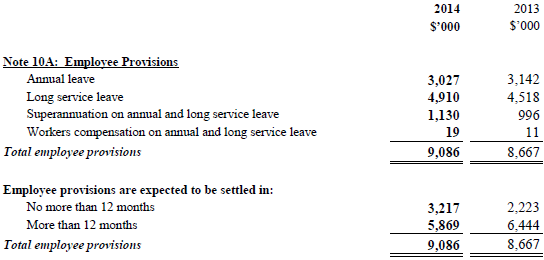 2014 2013
$'000 $'000
Note 10A: Employee Provisions
Annual leave 3,027 3,142
Long service leave 4,910 4,518
Superannuation on annual and long service leave 1,130 996
Workers compensation on annual and long service leave 19 11
Total employee provisions 9,086 8,667
Employee provisions are expected to be settled in:
No more than 12 months 3,217 2,223
More than 12 months 5,869 6,444
Total employee provisions 9,086 8,667